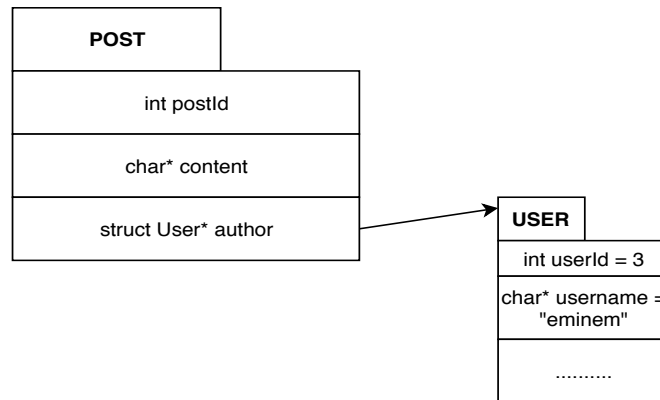 POST
int postId
char* content
struct User* author
USER
int userId = 3
char* username =
"eminem"
..........